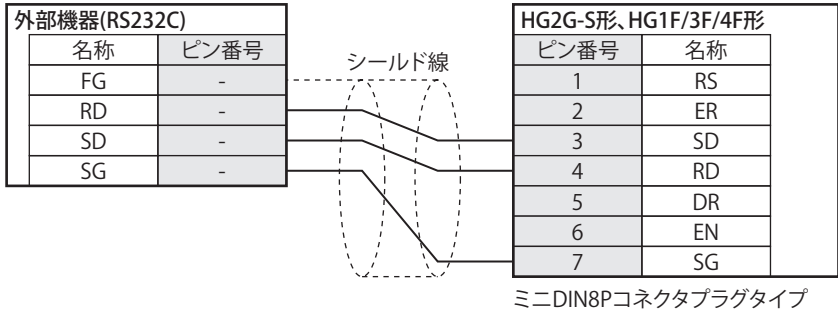 外部機器(RS232C)
名称 ピン番号
FG -
RD -
SD -
SG -
シールド線
HG2G-S形、HG1F/3F/4F形
ピン番号 名称
1 RS
2 ER
3 SD
4 RD
5 DR
6 EN
7 SG
ミニDIN8Pコネクタプラグタイプ